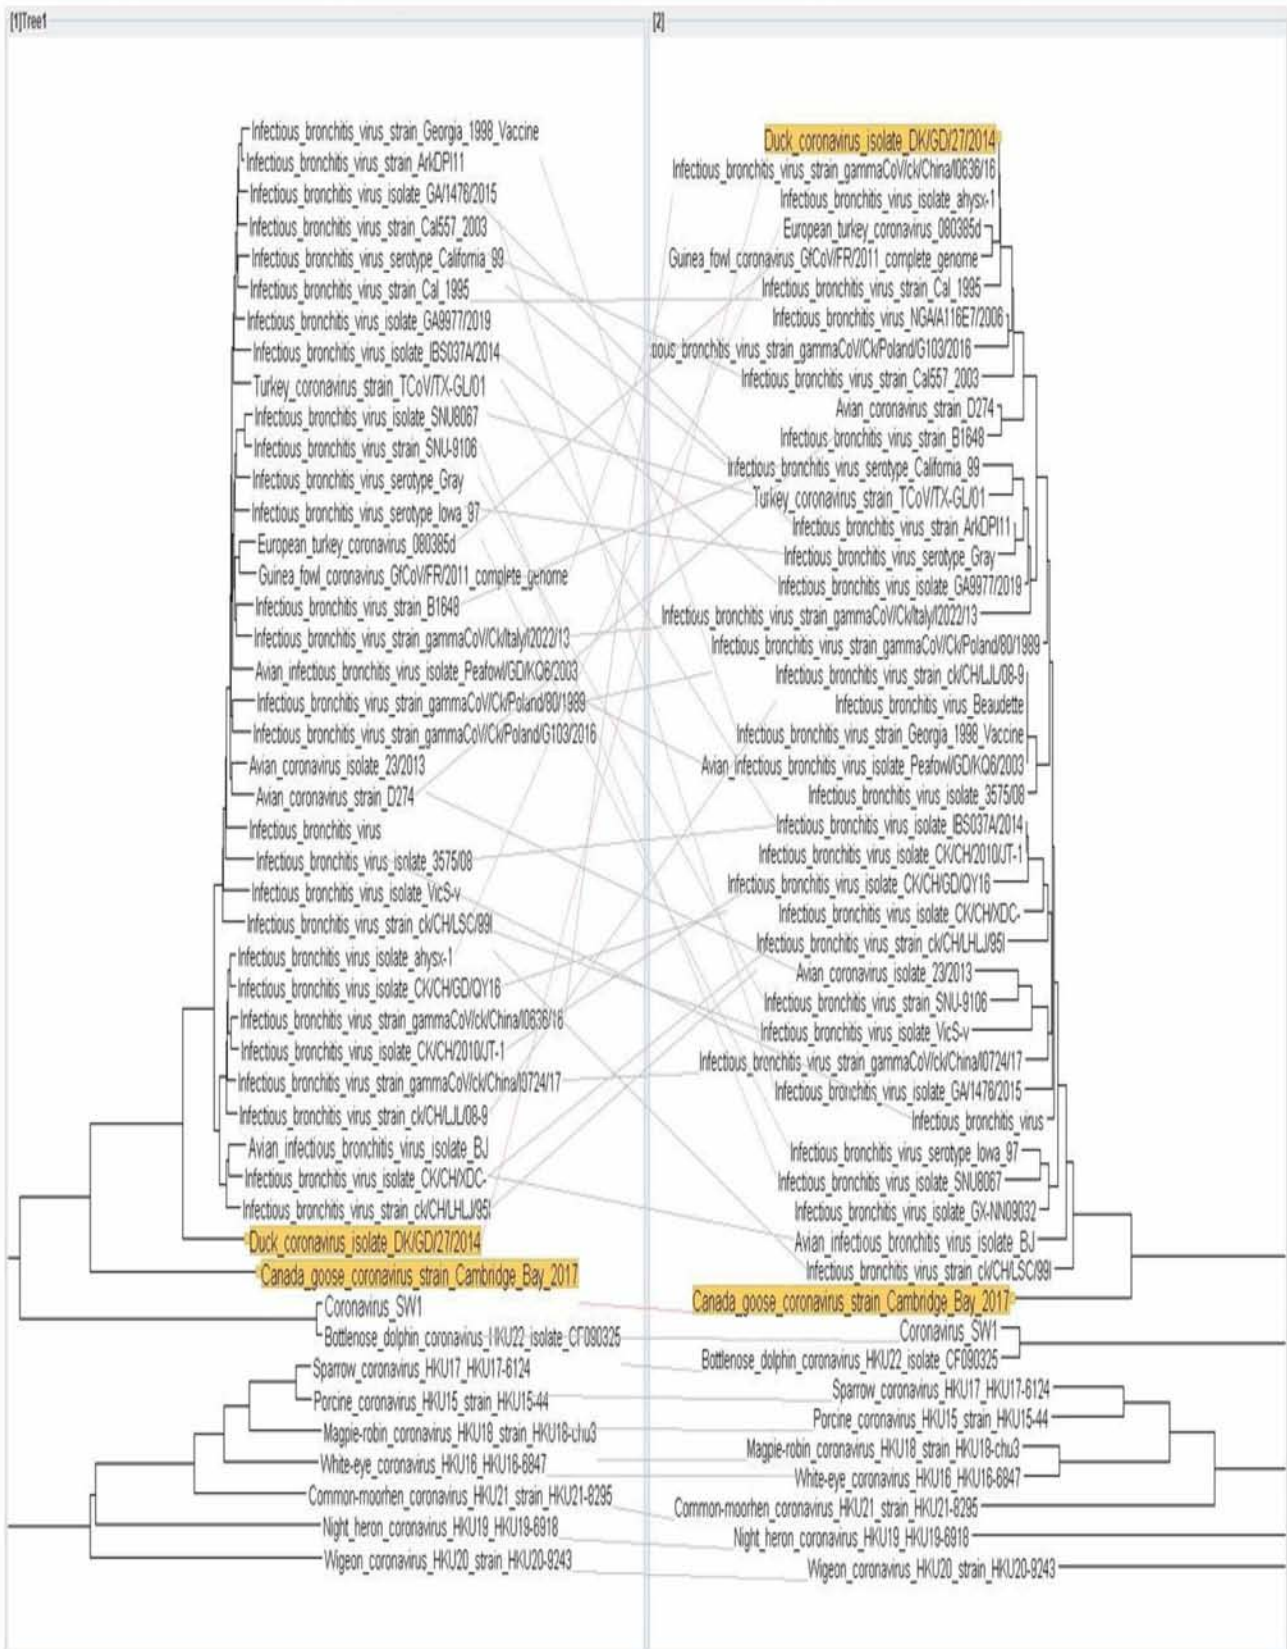 [1]Tree1
Infectious_bronchitis_virus_strain_Georgia_1998_Vaccine
Infectious_bronchitis_virus_strain_ArkDPI11
Infectious_bronchitis_virus_isolate_GA/1476/2015
Infectious_bronchitis_virus_strain_Cal557_2003
Infectious_bronchitis_virus_serotype_California_99
Infectious_bronchitis_virus_strain_Cal_1995
Infectious_bronchitis_virus_isolate_GA9977/2019
Infectious_bronchitis_virus_isolate_IBS037A/2014
Turkey_coronavirus_strain_TCoV/TX-GL/01
Infectious_bronchitis_virus_isolate_SNU8067
Infectious_bronchitis_virus_strain_SNU-9106
Infectious_bronchitis_virus_serotype_Gray
Infectious_bronchitis_virus_serotype_Iowa_97
European_turkey_coronavirus_080385d
Guinea_fowl_coronavirus_GfCoV/FR/2011_complete_genome
Infectious_bronchitis_virus_strain_B1648
Infectious_bronchitis_virus_strain_gammaCoV/Ck/Italy/I2022/13
Avian_infectious_bronchitis_virus_isolate_Peafowl/GD/KQ6/2003
Infectious_bronchitis_virus_strain_gammaCoV/Ck/Poland/80/1989
Infectious_bronchitis_virus_strain_gammaCoV/Ck/Poland/G103/2016
Avian_coronavirus_isolate_23/2013
Avian_coronavirus_strain_D274
Infectious_bronchitis_virus
Infectious_bronchitis_virus_isolate_3575/08
Infectious_bronchitis_virus_isolate_VicS-v
Infectious_bronchitis_virus_strain_ck/CH/LSC/99I
Infectious_bronchitis_virus_isolate_ahysx-1
Infectious_bronchitis_virus_isolate_CK/CH/GD/QY16
Infectious_bronchitis_virus_strain_gammaCoV/ck/China/I0636/16
Infectious_bronchitis_virus_isolate_CK/CH/2010/JT-1
Infectious_bronchitis_virus_strain_gammaCoV/ck/China/I0724/17
Infectious_bronchitis_virus_strain_ck/CH/LJL/08-9
Avian_infectious_bronchitis_virus_isolate_BJ
Infectious_bronchitis_virus_isolate_CK/CH/XDC-
Infectious_bronchitis_virus_strain_ck/CH/LHLJ/95I
Duck_coronavirus_isolate_DK/GD/27/2014
Canada_goose_coronavirus_strain_Cambridge_Bay_2017
Coronavirus_SW1
Bottlenose_dolphin_coronavirus_HKU22_isolate_CF090325
Sparrow_coronavirus_HKU17_HKU17-6124
Porcine_coronavirus_HKU15_strain_HKU15-44
Magpie-robin_coronavirus_HKU18_strain_HKU18-chu3
White-eye_coronavirus_HKU16_HKU16-6847
Common-moorhen_coronavirus_HKU21_strain_HKU21-8295
Night_heron_coronavirus_HKU19_HKU19-6918
Wigeon_coronavirus_HKU20_strain_HKU20-9243
[2]
Duck_coronavirus_isolate_DK/GD/27/2014
Infectious_bronchitis_virus_strain_gammaCoV/ck/China/I0636/16
Infectious_bronchitis_virus_isolate_ahysx-1
European_turkey_coronavirus_080385d
Guinea_fowl_coronavirus_GfCoV/FR/2011_complete_genome
Infectious_bronchitis_virus_strain_Cal_1995
Infectious_bronchitis_virus_NGA/A116E7/2006
tious_bronchitis_virus_strain_gammaCoV/Ck/Poland/G103/2016
Infectious_bronchitis_virus_strain_Cal557_2003
Avian_coronavirus_strain_D274
Infectious_bronchitis_virus_strain_B1648
Infectious_bronchitis_virus_serotype_California_99
Turkey_coronavirus_strain_TCoV/TX-GL/01
Infectious_bronchitis_virus_strain_ArkDPI11
Infectious_bronchitis_virus_serotype_Gray
Infectious_bronchitis_virus_isolate_GA9977/2019
Infectious_bronchitis_virus_strain_gammaCoV/Ck/Italy/I2022/13
Infectious_bronchitis_virus_strain_gammaCoV/Ck/Poland/80/1989
Infectious_bronchitis_virus_strain_ck/CH/LJL/08-9
Infectious_bronchitis_virus_Beaudette
Infectious_bronchitis_virus_strain_Georgia_1998_Vaccine
Avian_infectious_bronchitis_virus_isolate_Peafowl/GD/KQ6/2003
Infectious_bronchitis_virus_isolate_3575/08
Infectious_bronchitis_virus_isolate_IBS037A/2014
Infectious_bronchitis_virus_isolate_CK/CH/2010/JT-1
Infectious_bronchitis_virus_isolate_CK/CH/GD/QY16
Infectious_bronchitis_virus_isolate_CK/CH/XDC-
Infectious_bronchitis_virus_strain_ck/CH/LHLJ/95I
Avian_coronavirus_isolate_23/2013
Infectious_bronchitis_virus_strain_SNU-9106
Infectious_bronchitis_virus_isolate_VicS-v
Infectious_bronchitis_virus_strain_gammaCoV/ck/China/I0724/17
Infectious_bronchitis_virus_isolate_GA/1476/2015
Infectious_bronchitis_virus
Infectious_bronchitis_virus_serotype_Iowa_97
Infectious_bronchitis_virus_isolate_SNU8067
Infectious_bronchitis_virus_isolate_GX-NN09032
Avian_infectious_bronchitis_virus_isolate_BJ
Infectious_bronchitis_virus_strain_ck/CH/LSC/99I
Canada_goose_coronavirus_strain_Cambridge_Bay_2017
Coronavirus_SW1
Bottlenose_dolphin_coronavirus_HKU22_isolate_CF090325
Sparrow_coronavirus_HKU17_HKU17-6124
Porcine_coronavirus_HKU15_strain_HKU15-44
Magpie-robin_coronavirus_HKU18_strain_HKU18-chu3
White-eye_coronavirus_HKU16_HKU16-6847
Common-moorhen_coronavirus_HKU21_strain_HKU21-8295
Night_heron_coronavirus_HKU19_HKU19-6918
Wigeon_coronavirus_HKU20_strain_HKU20-9243